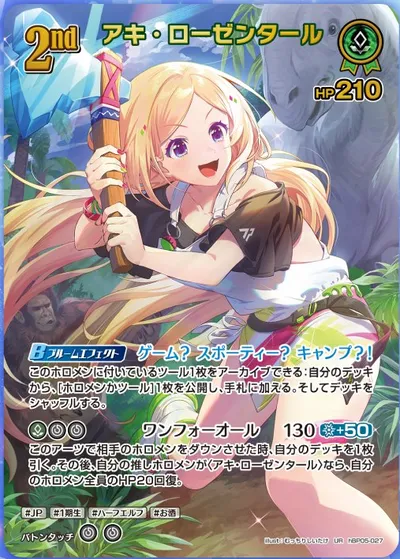 2nd
アキ・ローゼンタール
HP210
Bブルームエフェクト ゲーム? スポーティー? キャンプ?!
このホロメンに付いているツール1枚をアーカイブできる:自分のデッキ
から、[ホロメンかツール]1枚を公開し、手札に加える。そしてデッキを
シャッフルする。
ワンフォーオール 130 +50
このアーツで相手のホロメンをダウンさせた時、自分のデッキを1枚
引く。その後、自分の推しホロメンが〈アキ・ローゼンタール〉なら、自分
のホロメン全員のHP20回復。
#JP #1期生 #ハーフエルフ #お酒
バトンタッチ
illust: むっちりしいたけ UR hBP05-027